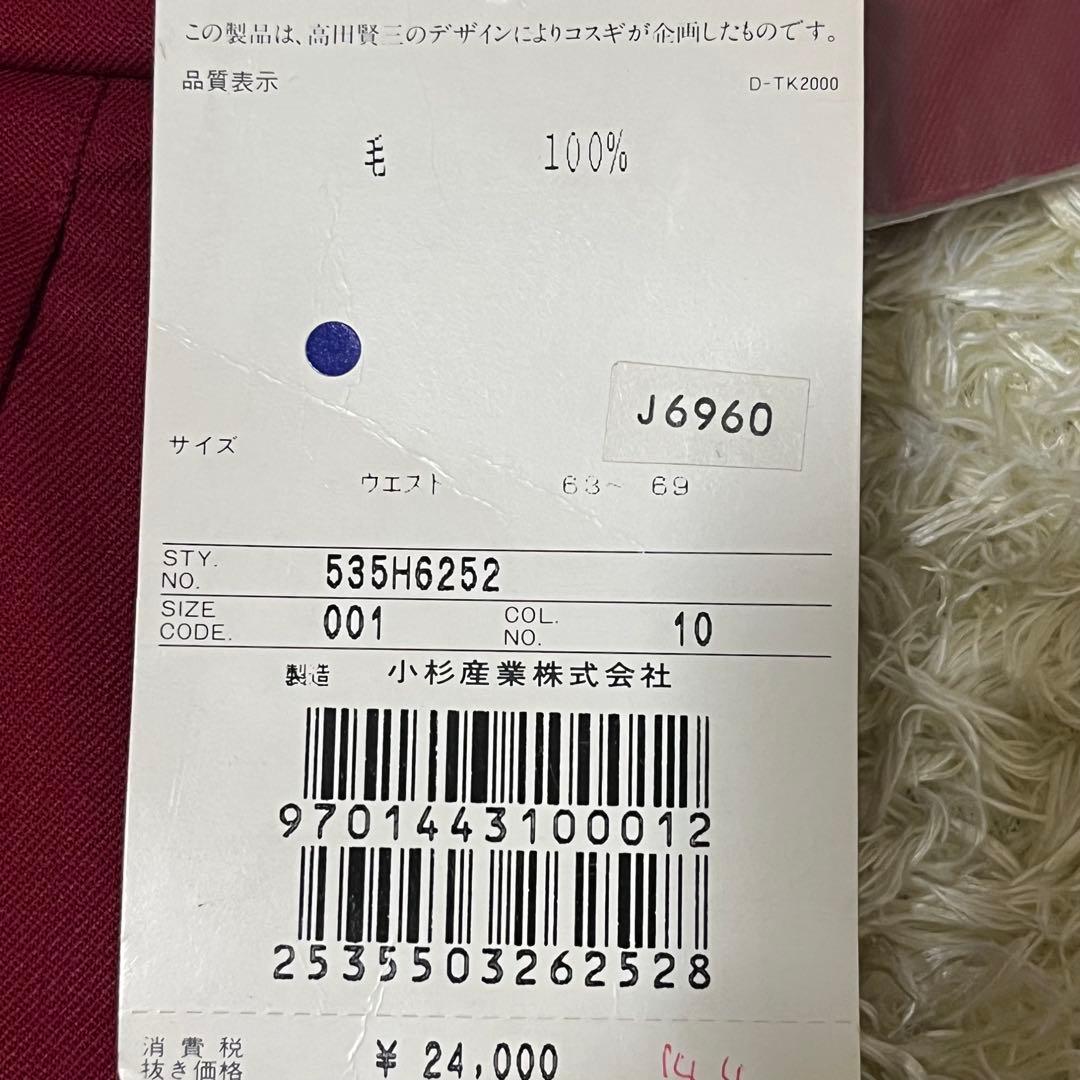 この製品は、高田賢三のデザインによりコスギが企画したものです。
品質表示 D-TK2000
毛 100%
J6960
サイズ
ウエスト 63~ 69
STY. NO. 535H6252
SIZE CODE. 001 COL. NO. 10
製造 小杉産業株式会社
9701443100012
2535503262528
消費税
抜き価格 ¥ 24,000